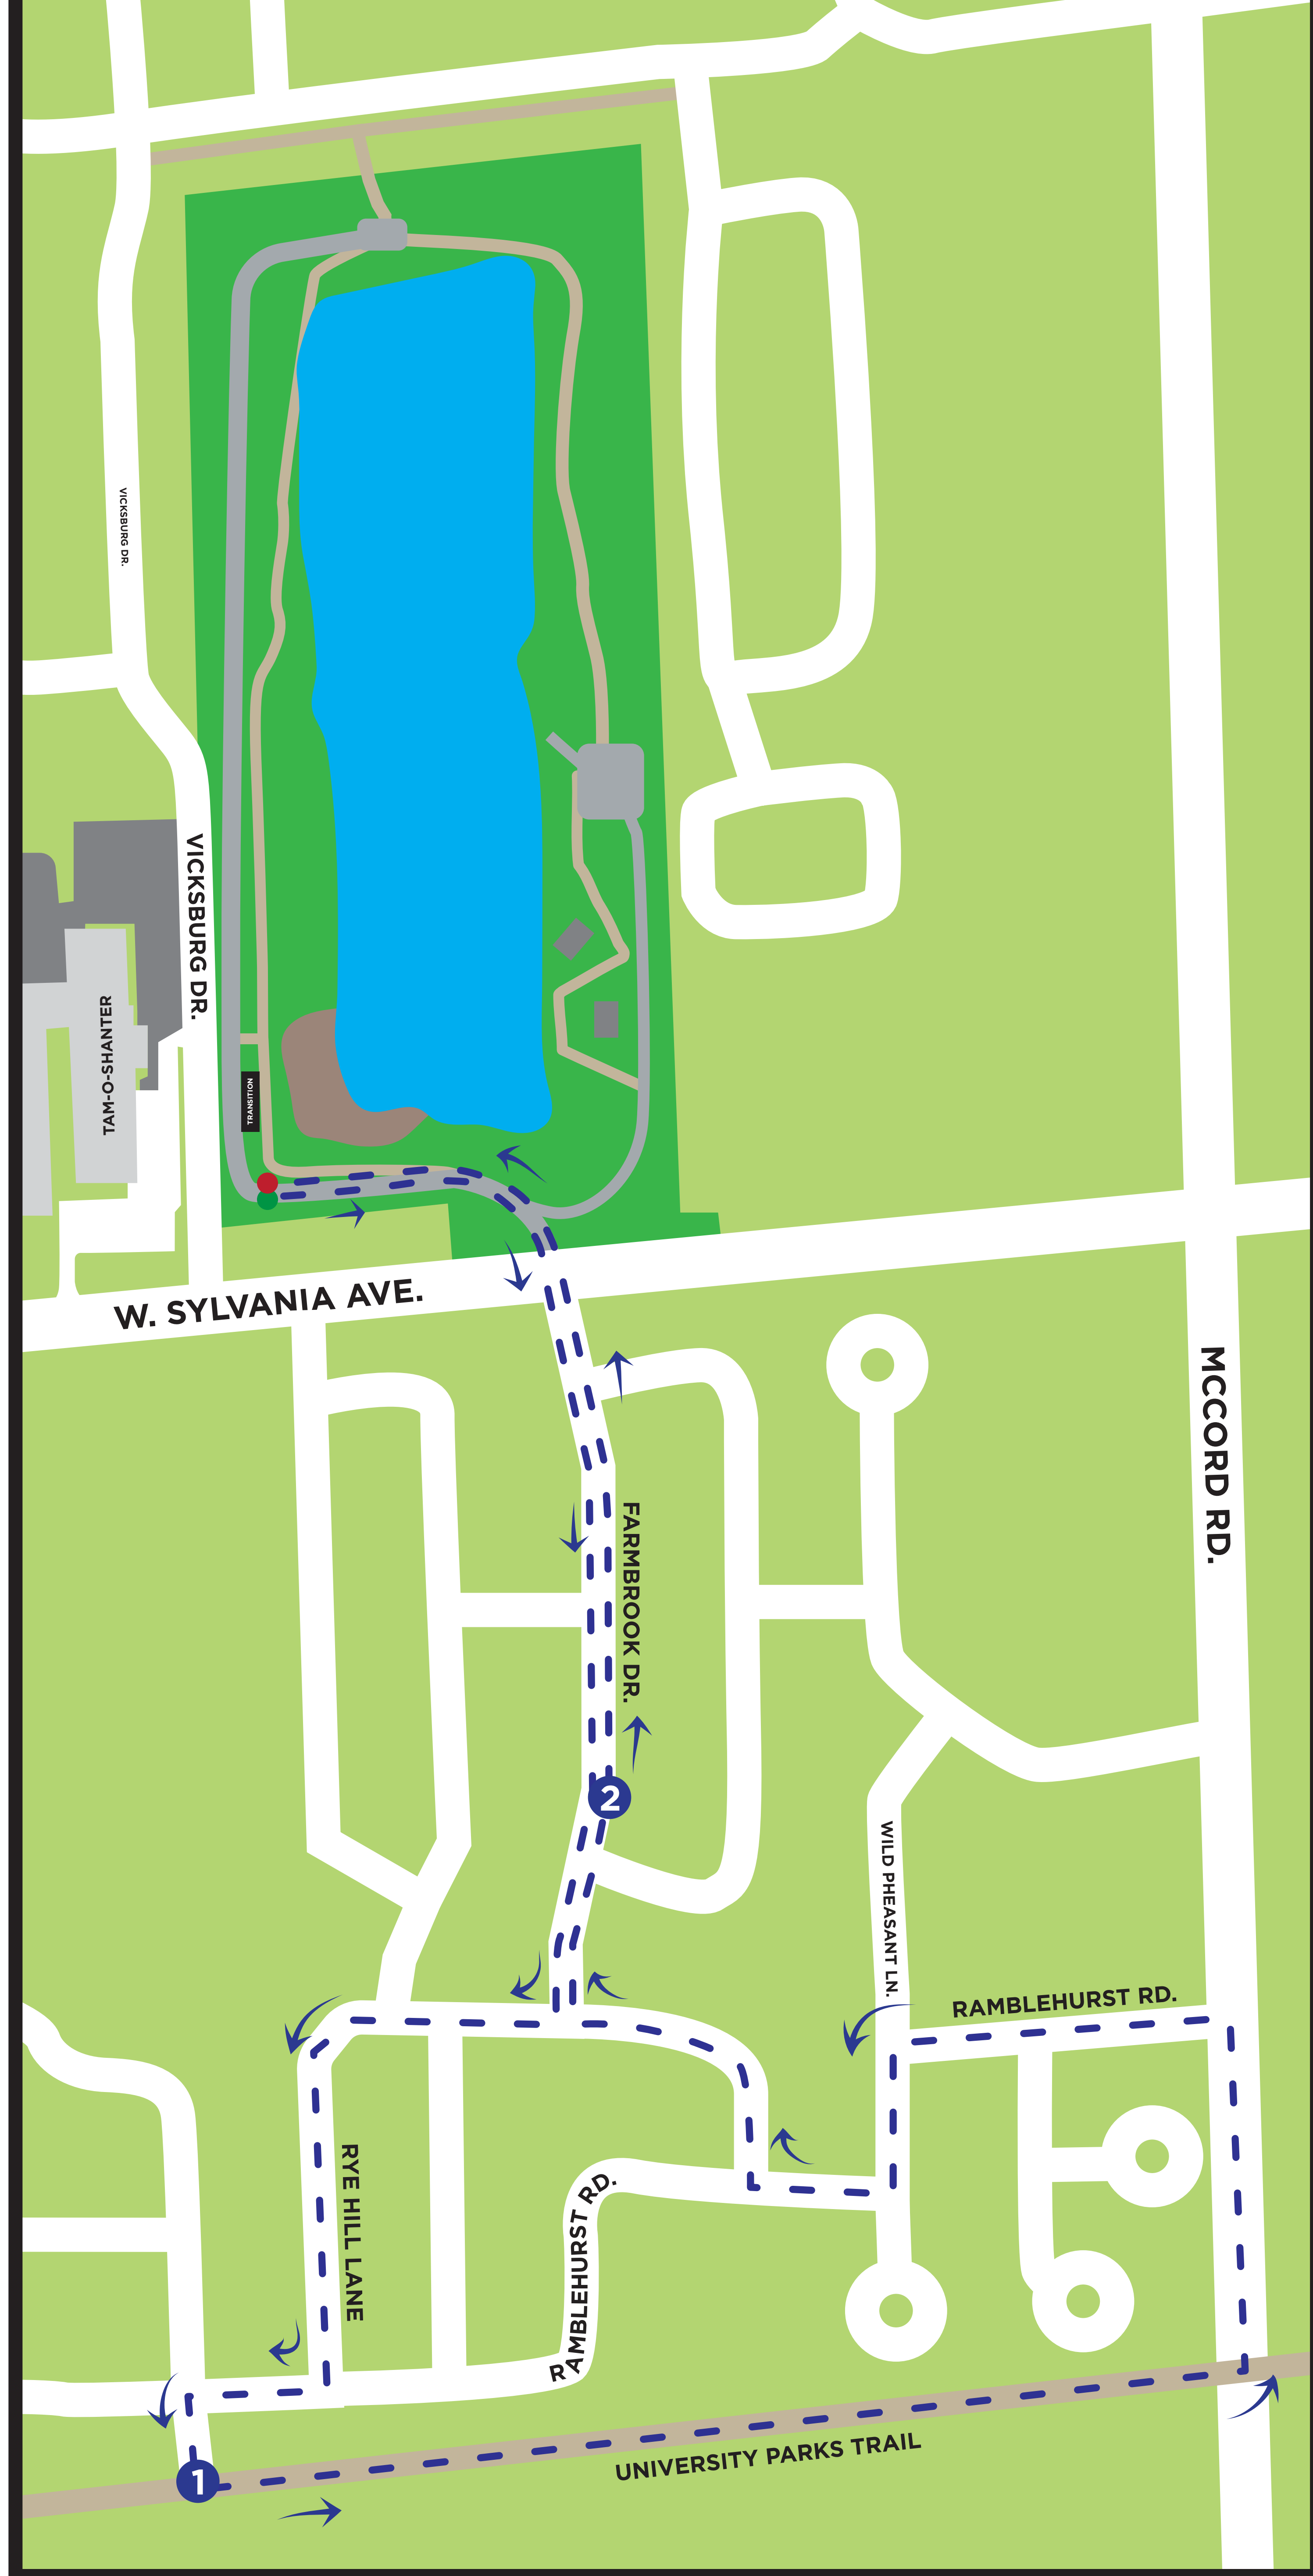 VICKSBURG DR.
VICKSBURG DR.
TAM-O-SHANTER
TRANSITION
W. SYLVANIA AVE.
MCCORD RD.
FARMBROOK DR.
2
WILD PHEASANT LN.
RAMBLEHURST RD.
RYE HILL LANE
RAMBLEHURST RD.
UNIVERSITY PARKS TRAIL
1